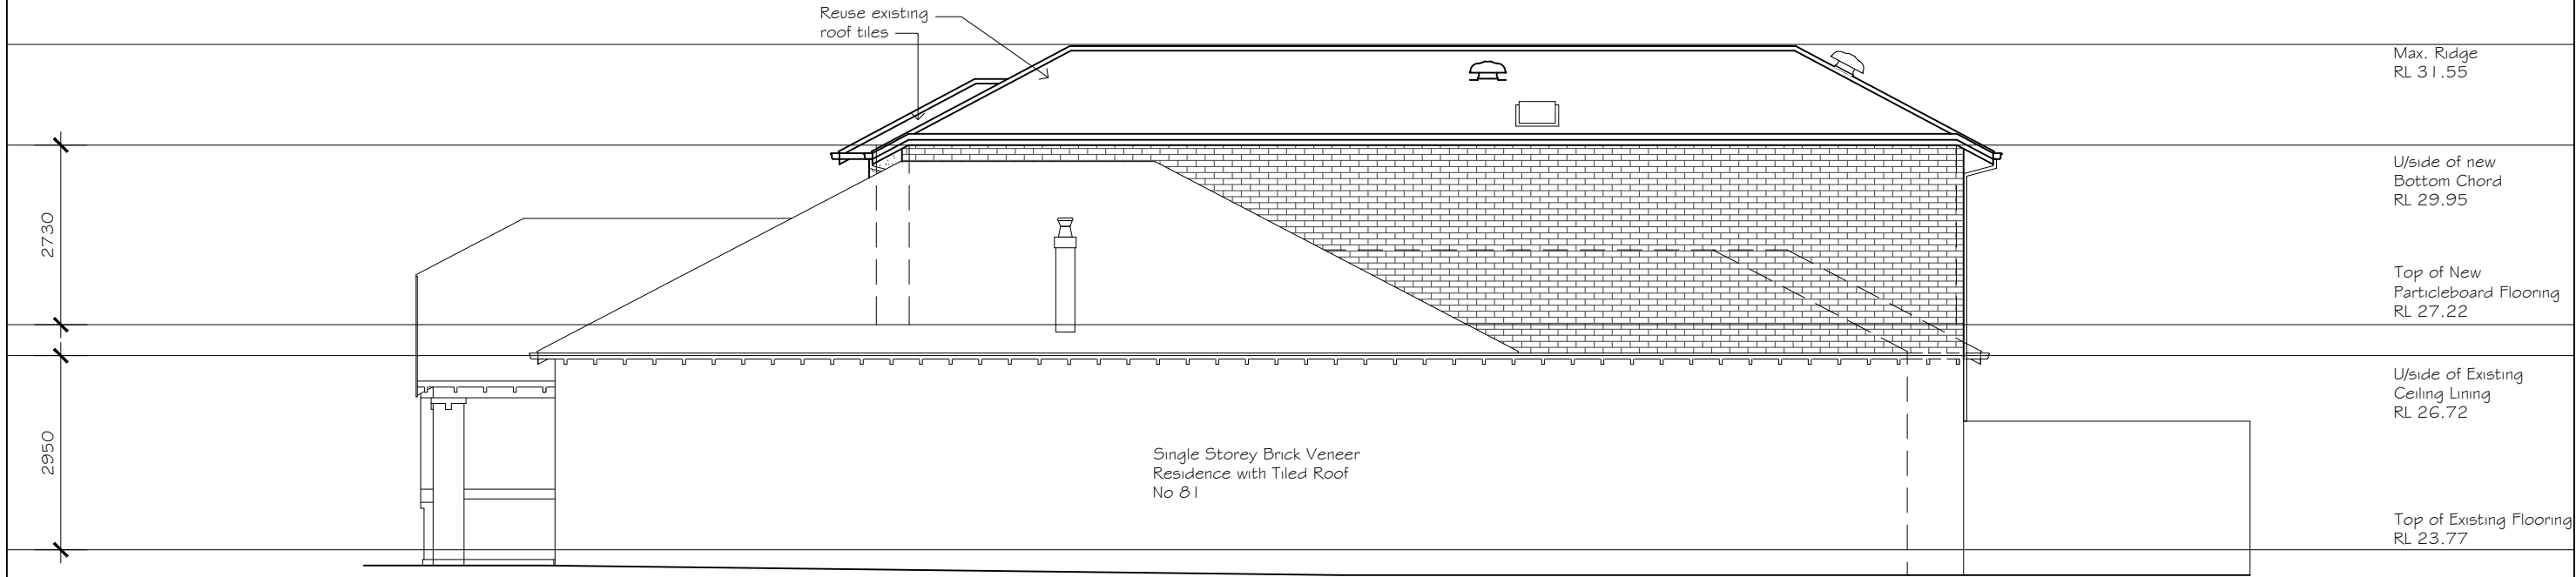 Reuse existing
roof tiles
Max. Ridge
RL 31.55
U/side of new
Bottom Chord
RL 29.95
2730
Top of New
Particleboard Flooring
RL 27.22
U/side of Existing
Ceiling Lining
RL 26.72
2950
Single Storey Brick Veneer
Residence with Tiled Roof
No 81
Top of Existing Flooring
RL 23.77